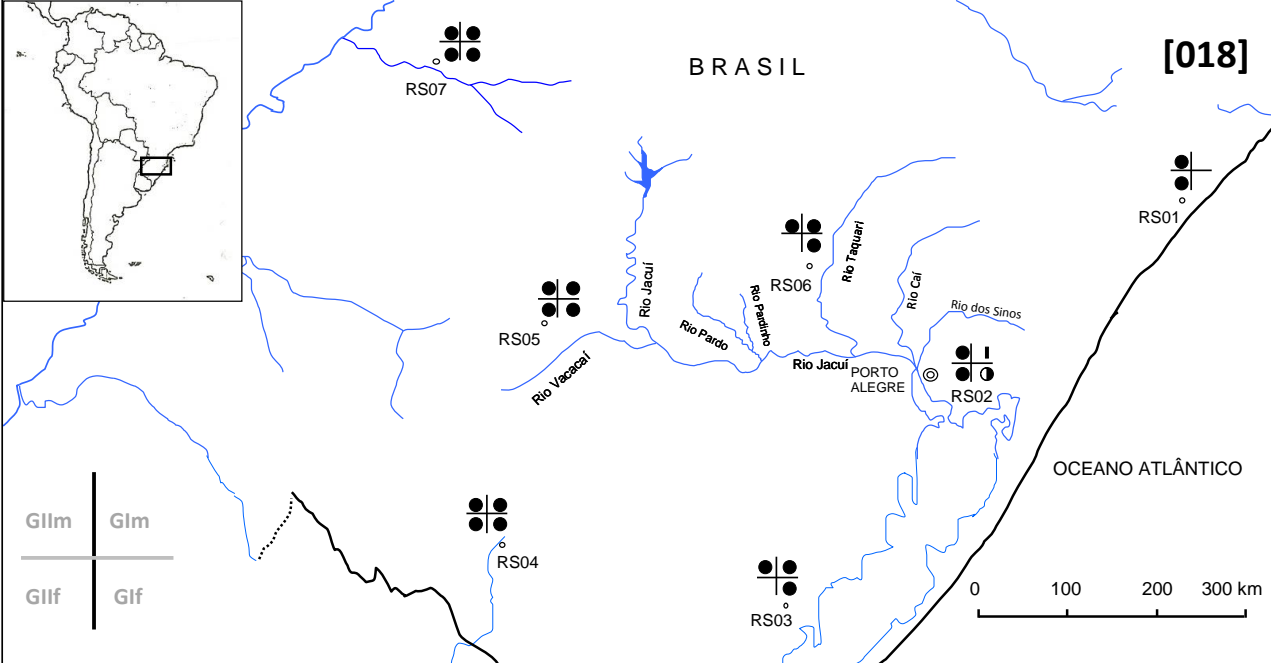 [018]
BRASIL
RS07
RS01
Rio Taquari
RS06
Rio Jacuí
Rio Caí
Rio Pardinho
Rio dos Sinos
RS05
Rio Pardo
Rio Vacacaí
Rio Jacuí
PORTO
ALEGRE
RS02
OCEANO ATLÂNTICO
GIIm
GIm
GIIf
GIf
RS04
RS03
0 100 200 300 km